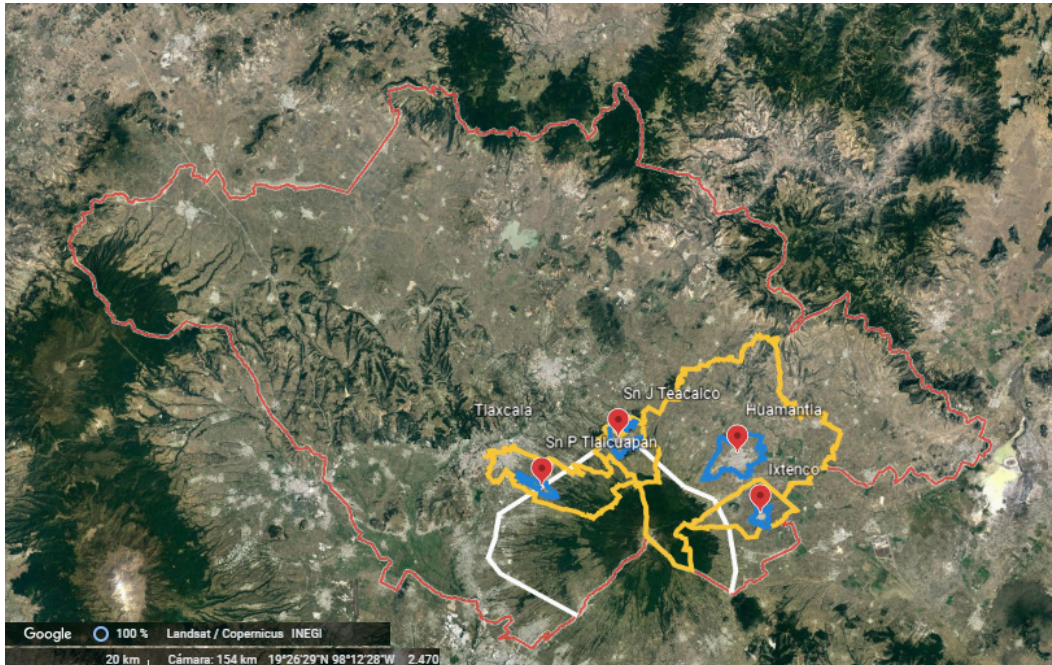 Sn J Teacalco
Tlaxcala
Huamantla
Sn P Tlalcuapan
Ixtenco
Google 100 % Landsat / Copernicus INEGI
20 km Cámara: 154 km 19°26'29"N 98°12'28"W 2.470